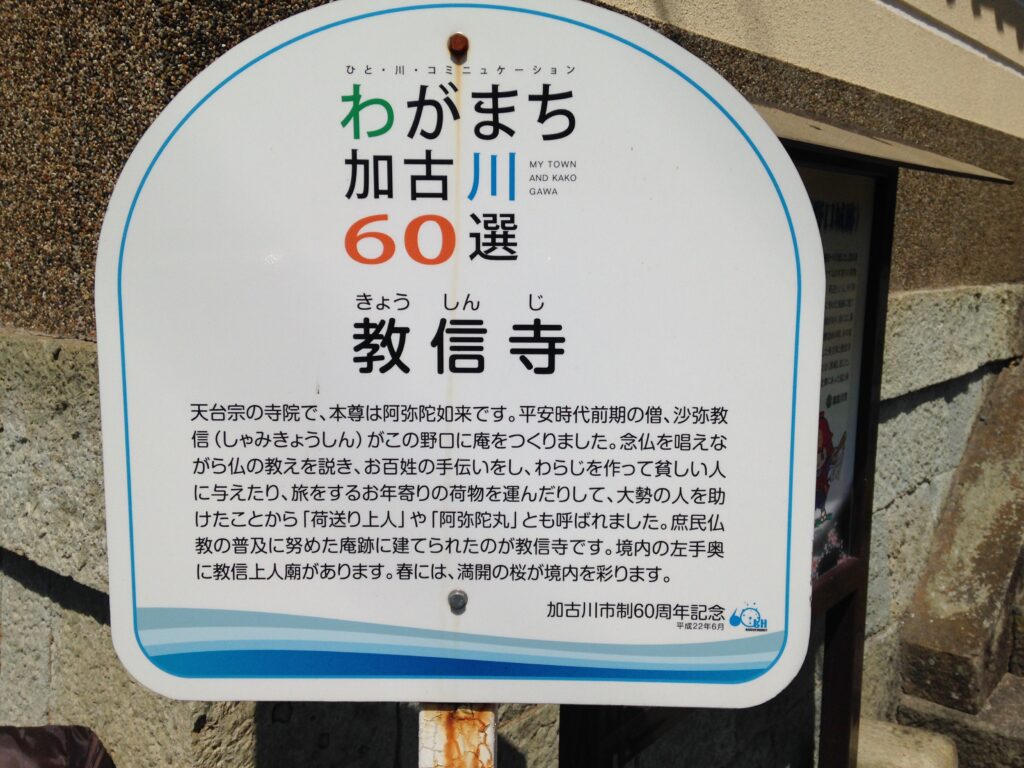 ひと・川・コミニュケーション
わがまち
加古川
MY TOWN
AND KAKO
GAWA
60選
きょう しん じ
教信寺
天台宗の寺院で、本尊は阿弥陀如来です。平安時代前期の僧、沙弥教
信（しゃみきょうしん）がこの野口に庵をつくりました。念仏を唱えな
がら仏の教えを説き、お百姓の手伝いをし、わらじを作って貧しい人
に与えたり、旅をするお年寄りの荷物を運んだりして、大勢の人を助
けたことから「荷送り上人」や「阿弥陀丸」とも呼ばれました。庶民仏
教の普及に努めた庵跡に建てられたのが教信寺です。境内の左手奥
に教信上人廟があります。春には、満開の桜が境内を彩ります。
加古川市制60周年記念
平成22年6月